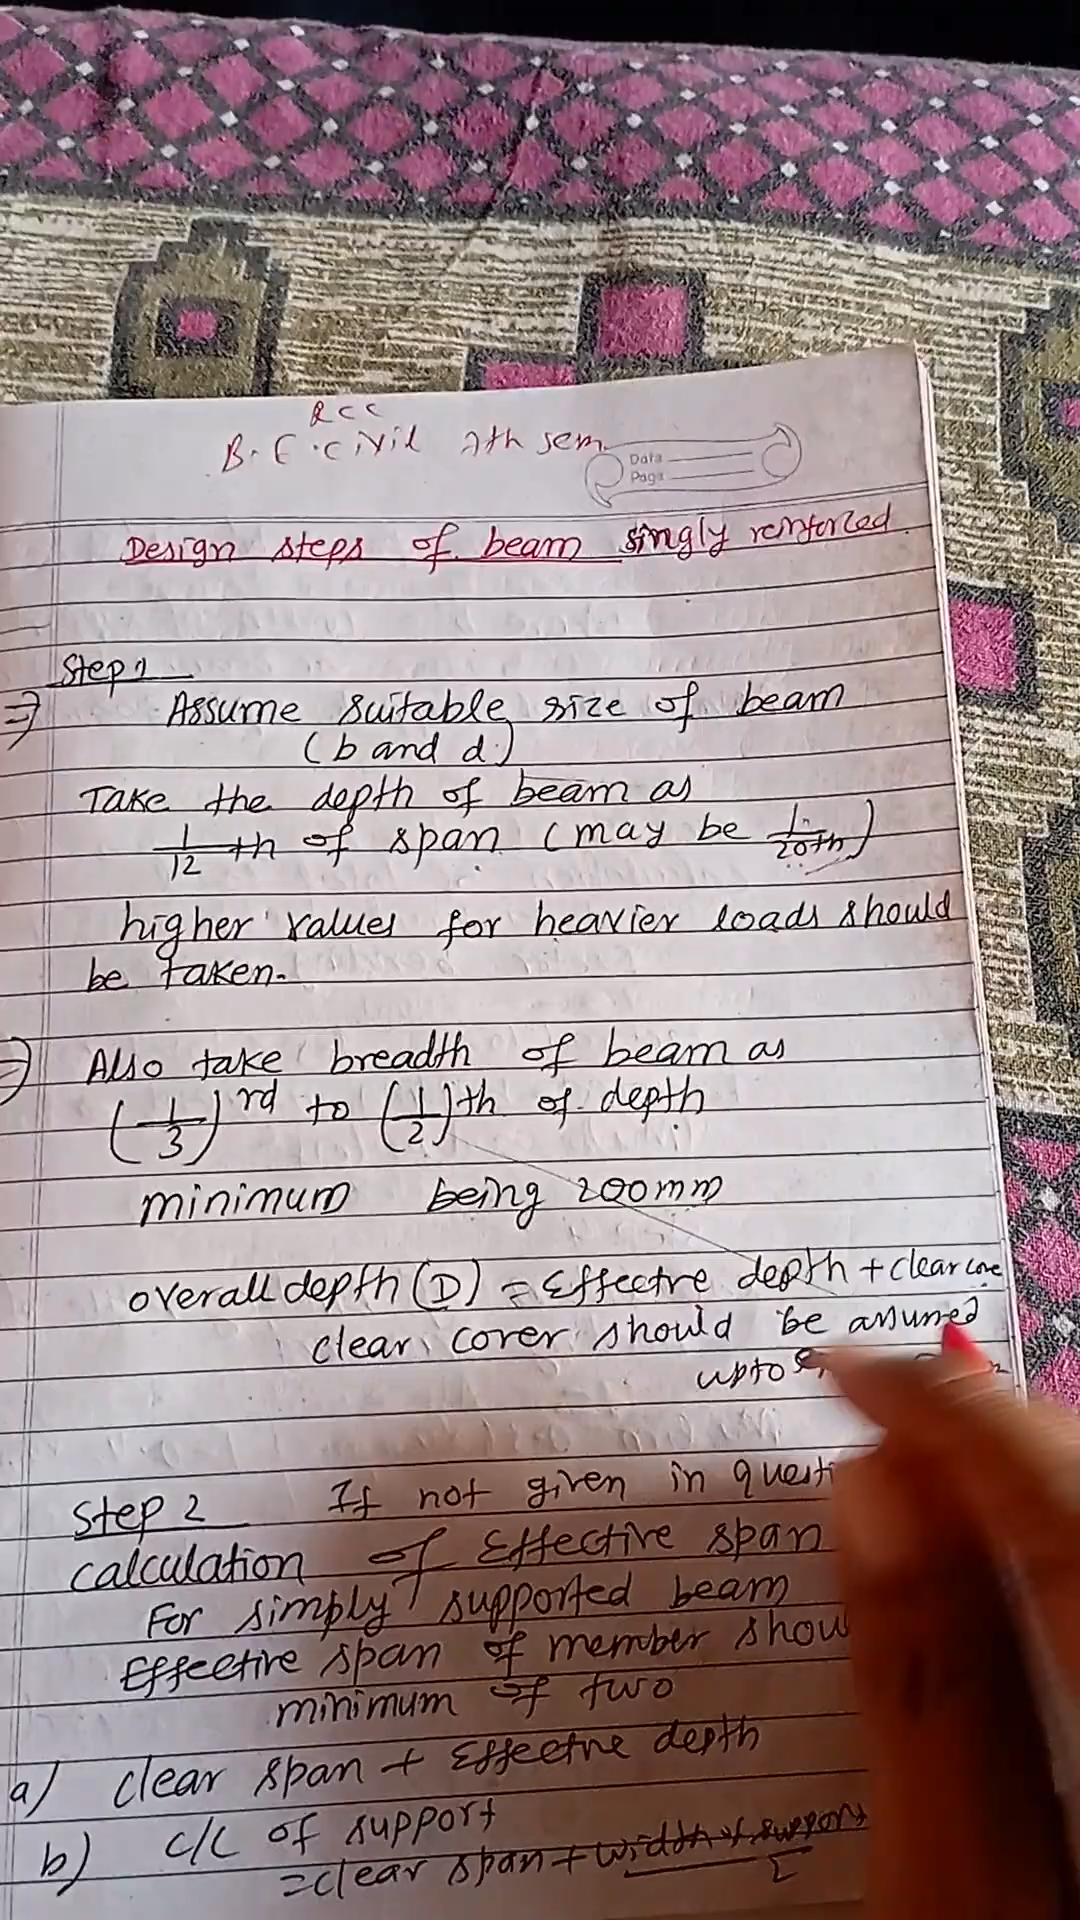 RCC
B.E.civil 7th sem.
Data
Page
Design steps of beam singly reinforced.
Step 1
⇒ Assume suitable size of beam
(b and d)
Take the depth of beam as
1/12 th of span (may be 1/20th)
higher values for heavier loads should
be taken.
⇒ Also take breadth of beam as
(1/3)rd to (1/2)th of depth
minimum being 200mm
overall depth (D) = Effective depth + clear
clear cover should be assumed
upto
Step 2 If not given in
calculation of Effective span
For simply supported beam
Effective span of member
minimum of two
a) clear span + Effective depth
b) c/c of support
= clear span + width of support/2